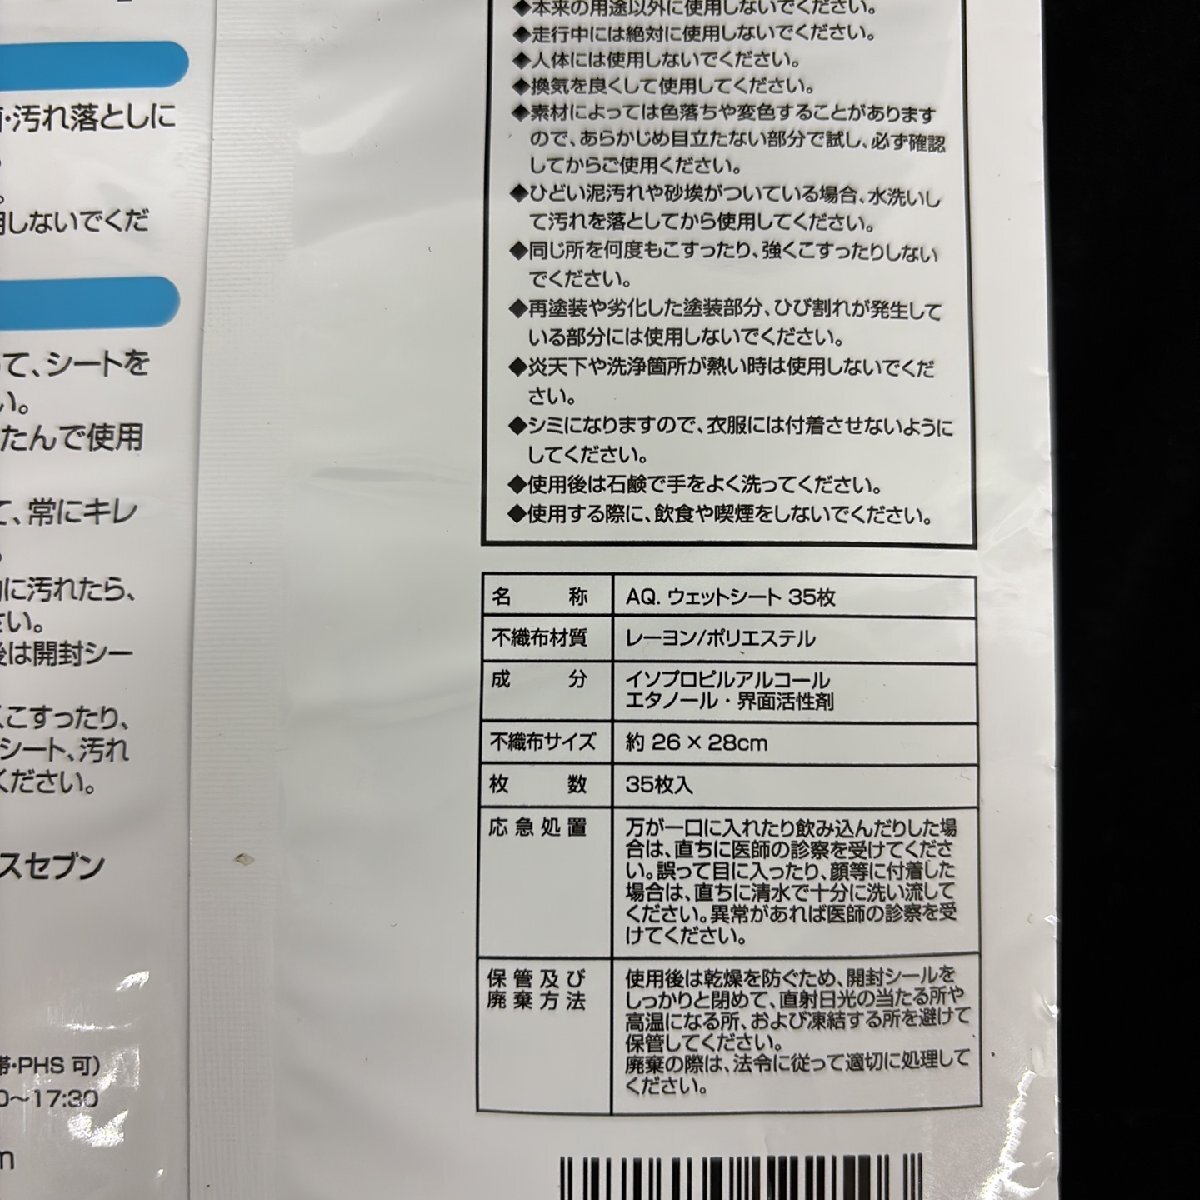 ・汚れ落としに
用しないでくだ
って、シートを
い。
たんで使用
て、常にキレ
に汚れたら、
さい。
後は開封シー
くこすったり、
シート、汚れ
ください。
スセブン
帯・PHS 可)
0〜17:30
m
◆本来の用途以外に使用しないでください。
◆走行中には絶対に使用しないでください。
◆人体には使用しないでください。
◆換気を良くして使用してください。
◆素材によっては色落ちや変色することがあります
ので、あらかじめ目立たない部分で試し、必ず確認
してからご使用ください。
◆ひどい泥汚れや砂埃がついている場合、水洗いし
て汚れを落としてから使用してください。
◆同じ所を何度もこすったり、強くこすったりしない
でください。
◆再塗装や劣化した塗装部分、ひび割れが発生して
いる部分には使用しないでください。
◆炎天下や洗浄箇所が熱い時は使用しないでくだ
さい。
◆シミになりますので、衣服には付着させないように
してください。
◆使用後は石鹸で手をよく洗ってください。
◆使用する際に、飲食や喫煙をしないでください。
名称 AQ. ウェットシート 35枚
不織布材質 レーヨン/ポリエステル
成分 イソプロピルアルコール
エタノール・界面活性剤
不織布サイズ 約 26 × 28cm
枚数 35枚入
応急処置 万が一口に入れたり飲み込んだりした場
合は、直ちに医師の診察を受けてくださ
い。誤って目に入ったり、顔等に付着した
場合は、直ちに清水で十分に洗い流して
ください。異常があれば医師の診察を受
けてください。
保管及び 使用後は乾燥を防ぐため、開封シールを
廃棄方法 しっかりと閉めて、直射日光の当たる所や
高温になる所、および凍結する所を避けて
保管してください。
廃棄の際は、法令に従って適切に処理して
ください。